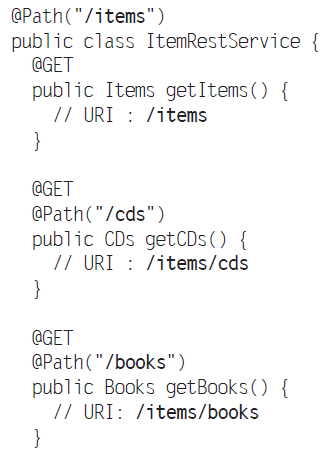 @Path("/items")
public class ItemRestService {
  @GET
  public Items getItems() {
    // URI : /items
  }

  @GET
  @Path("/cds")
  public CDs getCDs() {
    // URI : /items/cds
  }

  @GET
  @Path("/books")
  public Books getBooks() {
    // URI: /items/books
  }